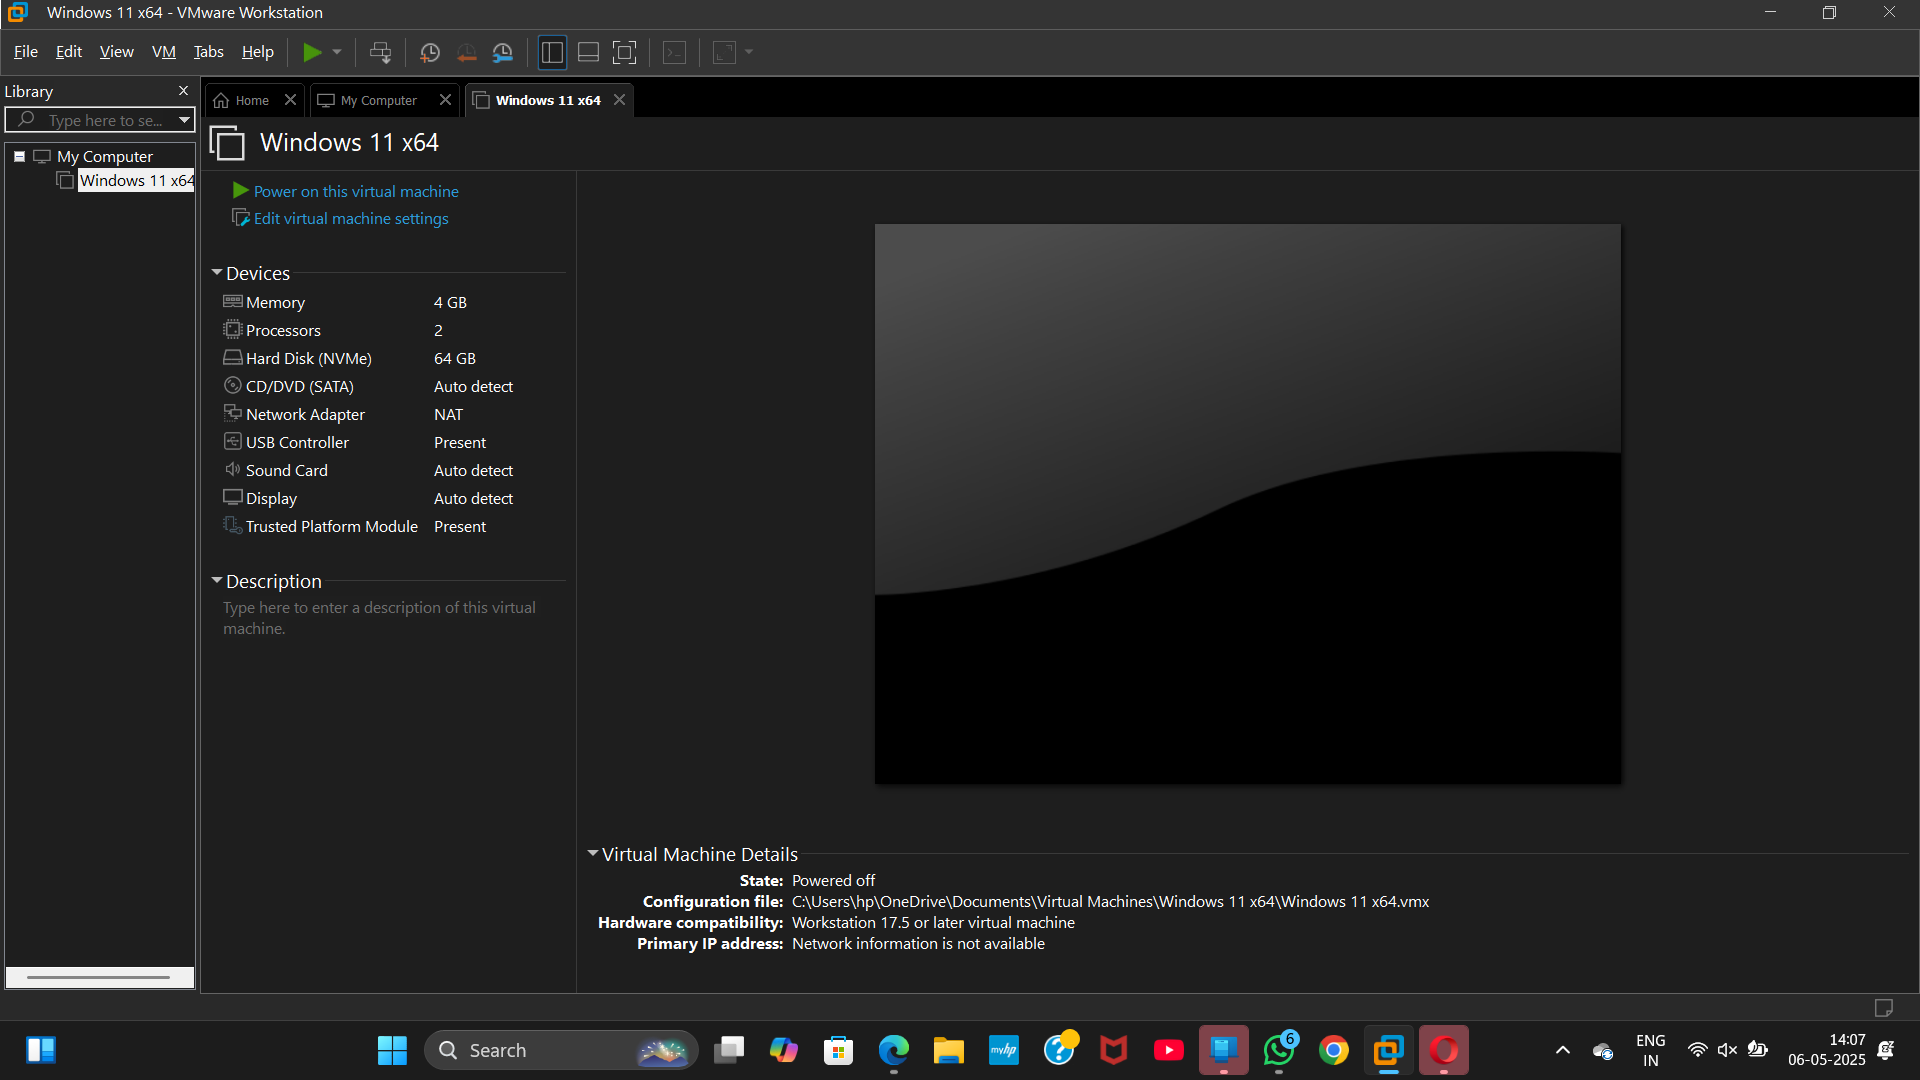 Windows 11 x64 - VMware Workstation
File Edit View VM Tabs Help
Library
Home
My Computer
Windows 11 x64
Type here to se...
My Computer
Windows 11 x64
Windows 11 x64
Power on this virtual machine
Edit virtual machine settings
Devices
Memory 4 GB
Processors 2
Hard Disk (NVMe) 64 GB
CD/DVD (SATA) Auto detect
Network Adapter NAT
USB Controller Present
Sound Card Auto detect
Display Auto detect
Trusted Platform Module Present
Description
Type here to enter a description of this virtual
machine.
Virtual Machine Details
State: Powered off
Configuration file: C:\Users\hp\OneDrive\Documents\Virtual Machines\Windows 11 x64\Windows 11 x64.vmx
Hardware compatibility: Workstation 17.5 or later virtual machine
Primary IP address: Network information is not available
Search
myhp
6
ENG
IN
14:07
06-05-2025